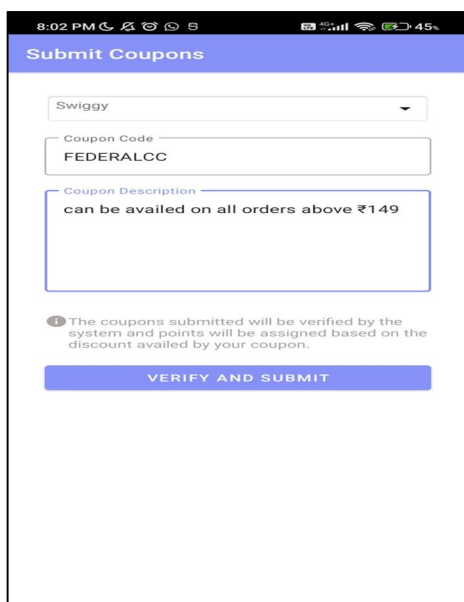 8:02 PM 45%
Submit Coupons
Swiggy
Coupon Code
FEDERALCC
Coupon Description
can be availed on all orders above ₹149
The coupons submitted will be verified by the
system and points will be assigned based on the
discount availed by your coupon.
VERIFY AND SUBMIT